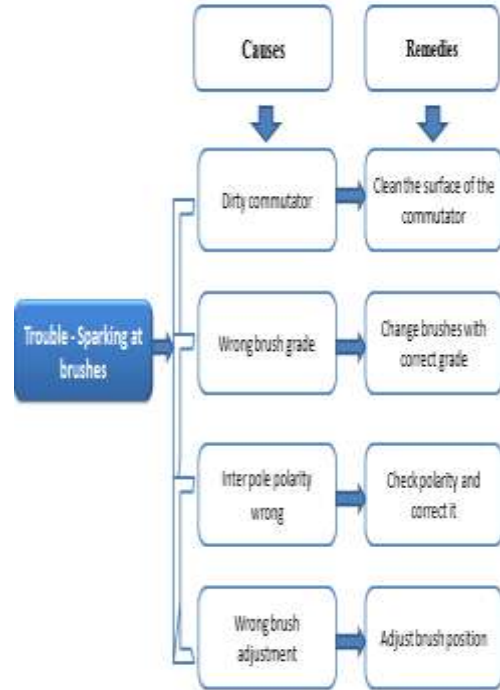 Causes
Remedies
Dirty commutator
Clean the surface of the
commutator
Trouble - Sparking at
brushes
Wrong brush grade
Change brushes with
correct grade
Inter pole polarity
wrong
Check polarity and
correct it
Wrong brush
adjustment
Adjust brush position